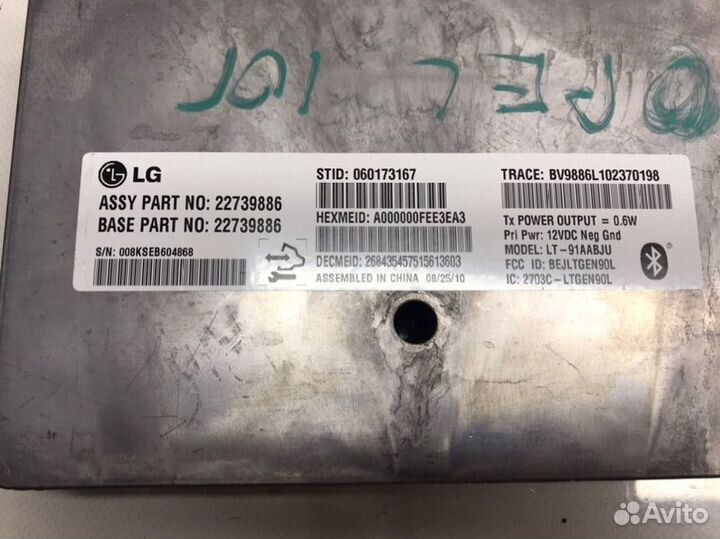 OPEL
LG
ASSY PART NO: 22739886
BASE PART NO: 22739886
S/N: 008KSEB604868
STID: 060173167
HEXMEID: A000000FEE3EA3
DECMEID: 268435457515613603
ASSEMBLED IN CHINA 08/25/10
TRACE: BV9886L102370198
Tx POWER OUTPUT = 0.6W
Pri Pwr: 12VDC Neg Gnd
MODEL: LT-91AABJU
FCC ID: BEJLTGEN90L
IC: 2703C-LTGEN90L
Avito